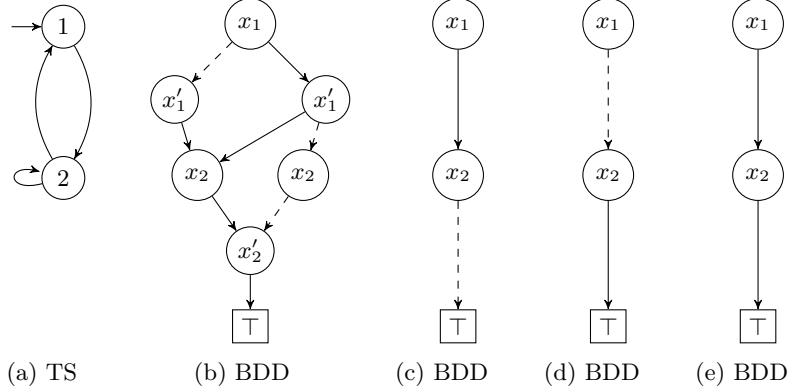 1
2
(a) TS
x₁
x′₁
x′₁
x₂
x₂
x′₂
⊤
(b) BDD
x₁
x₂
⊤
(c) BDD
x₁
x₂
⊤
(d) BDD
x₁
x₂
⊤
(e) BDD